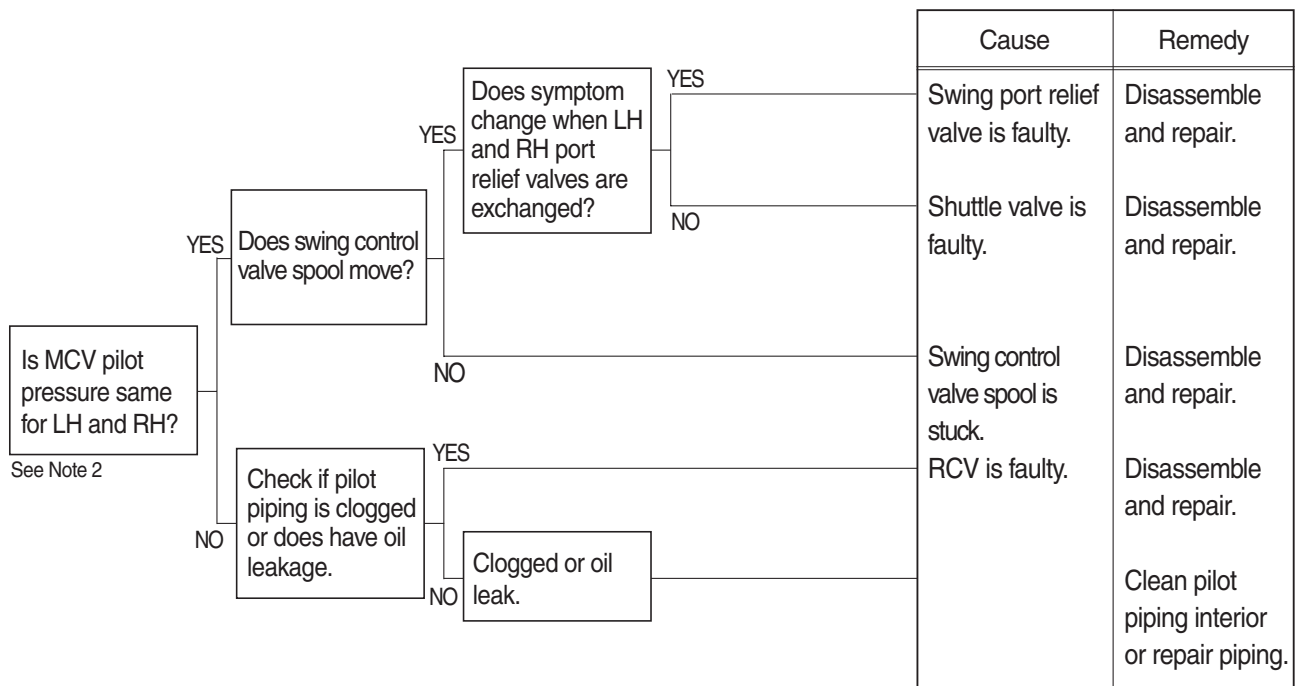 Cause
Remedy
Does symptom
change when LH
and RH port
relief valves are
exchanged?
YES
YES
NO
Swing port relief
valve is faulty.
Disassemble
and repair.
Shuttle valve is
faulty.
Disassemble
and repair.
YES
Does swing control
valve spool move?
NO
Swing control
valve spool is
stuck.
Disassemble
and repair.
Is MCV pilot
pressure same
for LH and RH?
See Note 2
NO
Check if pilot
piping is clogged
or does have oil
leakage.
YES
RCV is faulty.
Disassemble
and repair.
NO
Clogged or oil
leak.
Clean pilot
piping interior
or repair piping.